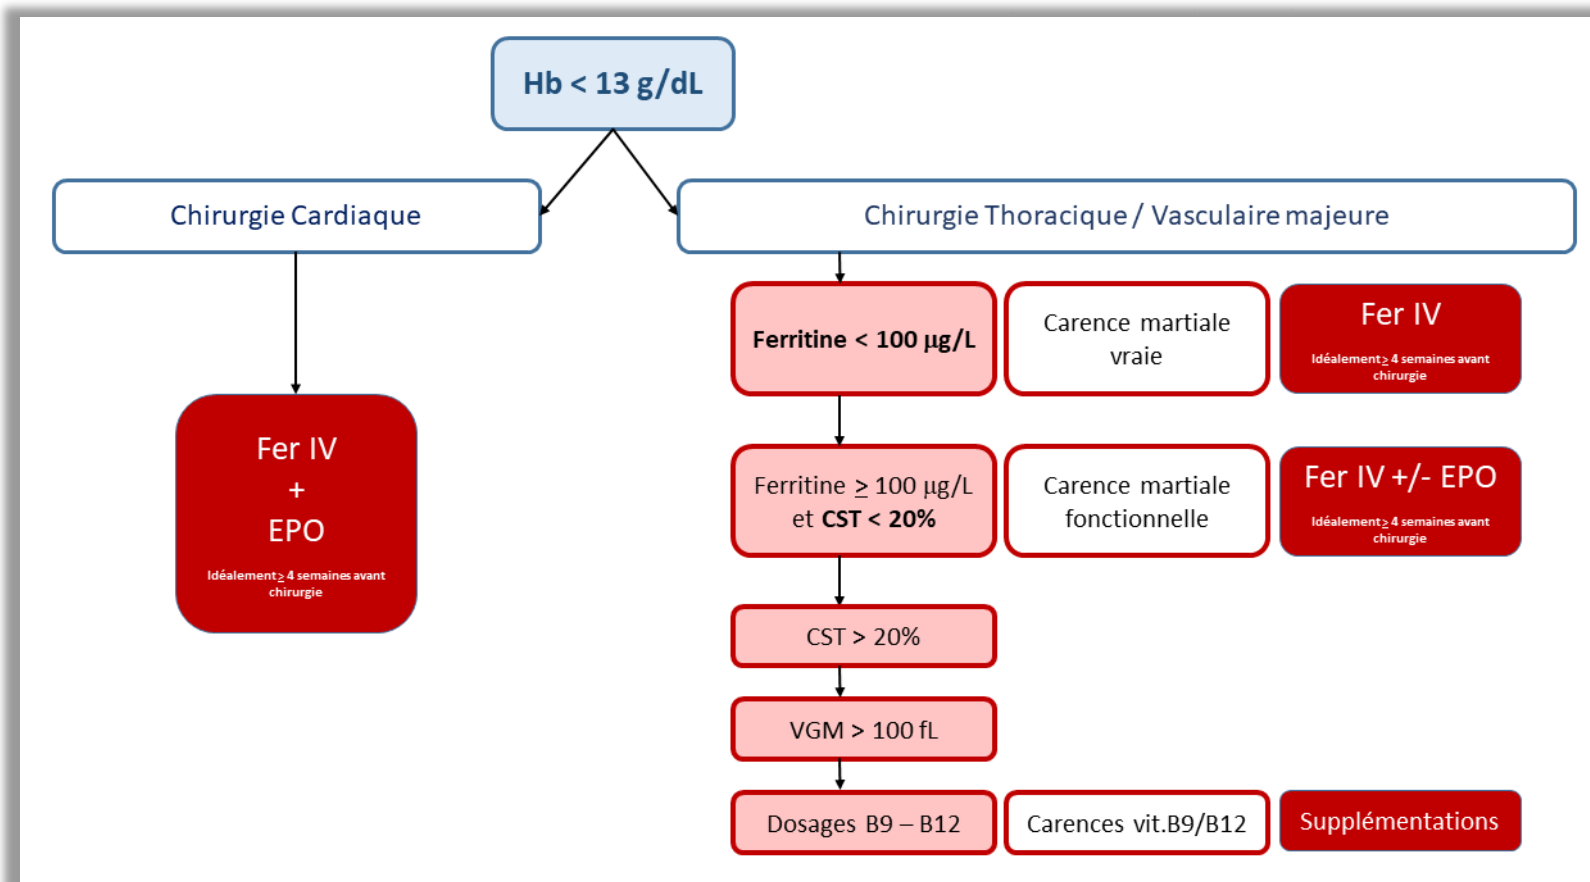 Hb < 13 g/dL
Chirurgie Cardiaque
Chirurgie Thoracique / Vasculaire majeure
Fer IV
+
EPO
Idéalement ≥ 4 semaines avant
chirurgie
Ferritine < 100 µg/L
Carence martiale
vraie
Fer IV
Idéalement ≥ 4 semaines avant
chirurgie
Ferritine ≥ 100 µg/L
et CST < 20%
Carence martiale
fonctionnelle
Fer IV +/- EPO
Idéalement ≥ 4 semaines avant
chirurgie
CST > 20%
VGM > 100 fL
Dosages B9 – B12
Carences vit.B9/B12
Supplémentations